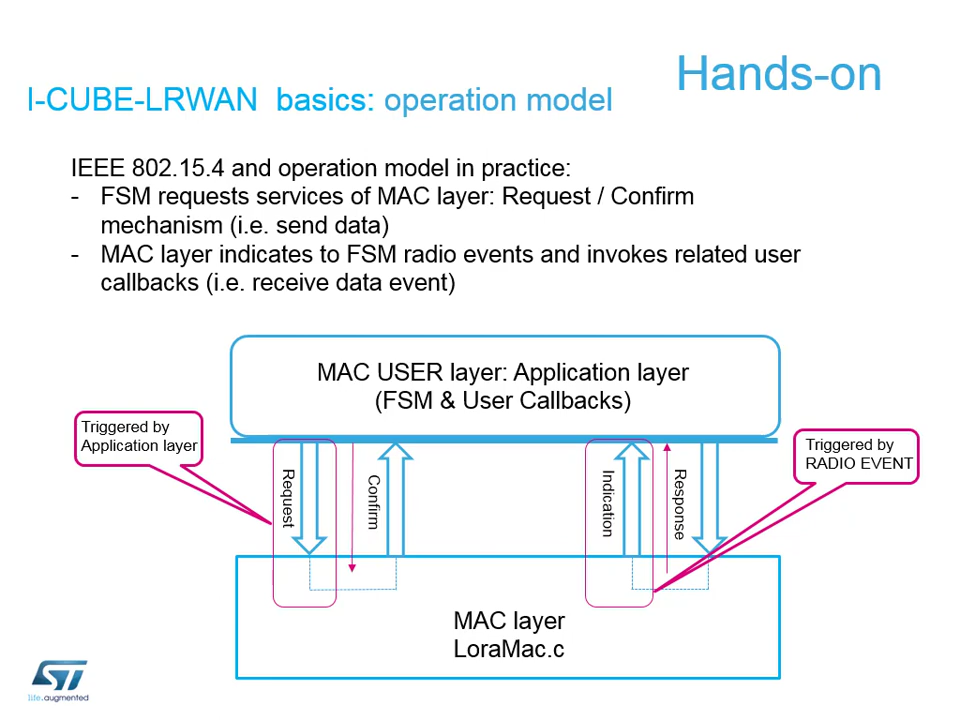 Hands-on
I-CUBE-LRWAN basics: operation model
IEEE 802.15.4 and operation model in practice:
- FSM requests services of MAC layer: Request / Confirm
mechanism (i.e. send data)
- MAC layer indicates to FSM radio events and invokes related user
callbacks (i.e. receive data event)
MAC USER layer: Application layer
(FSM & User Callbacks)
Triggered by
Application layer
Triggered by
RADIO EVENT
Request
Confirm
Indication
Response
MAC layer
LoraMac.c
ST
life.augmented